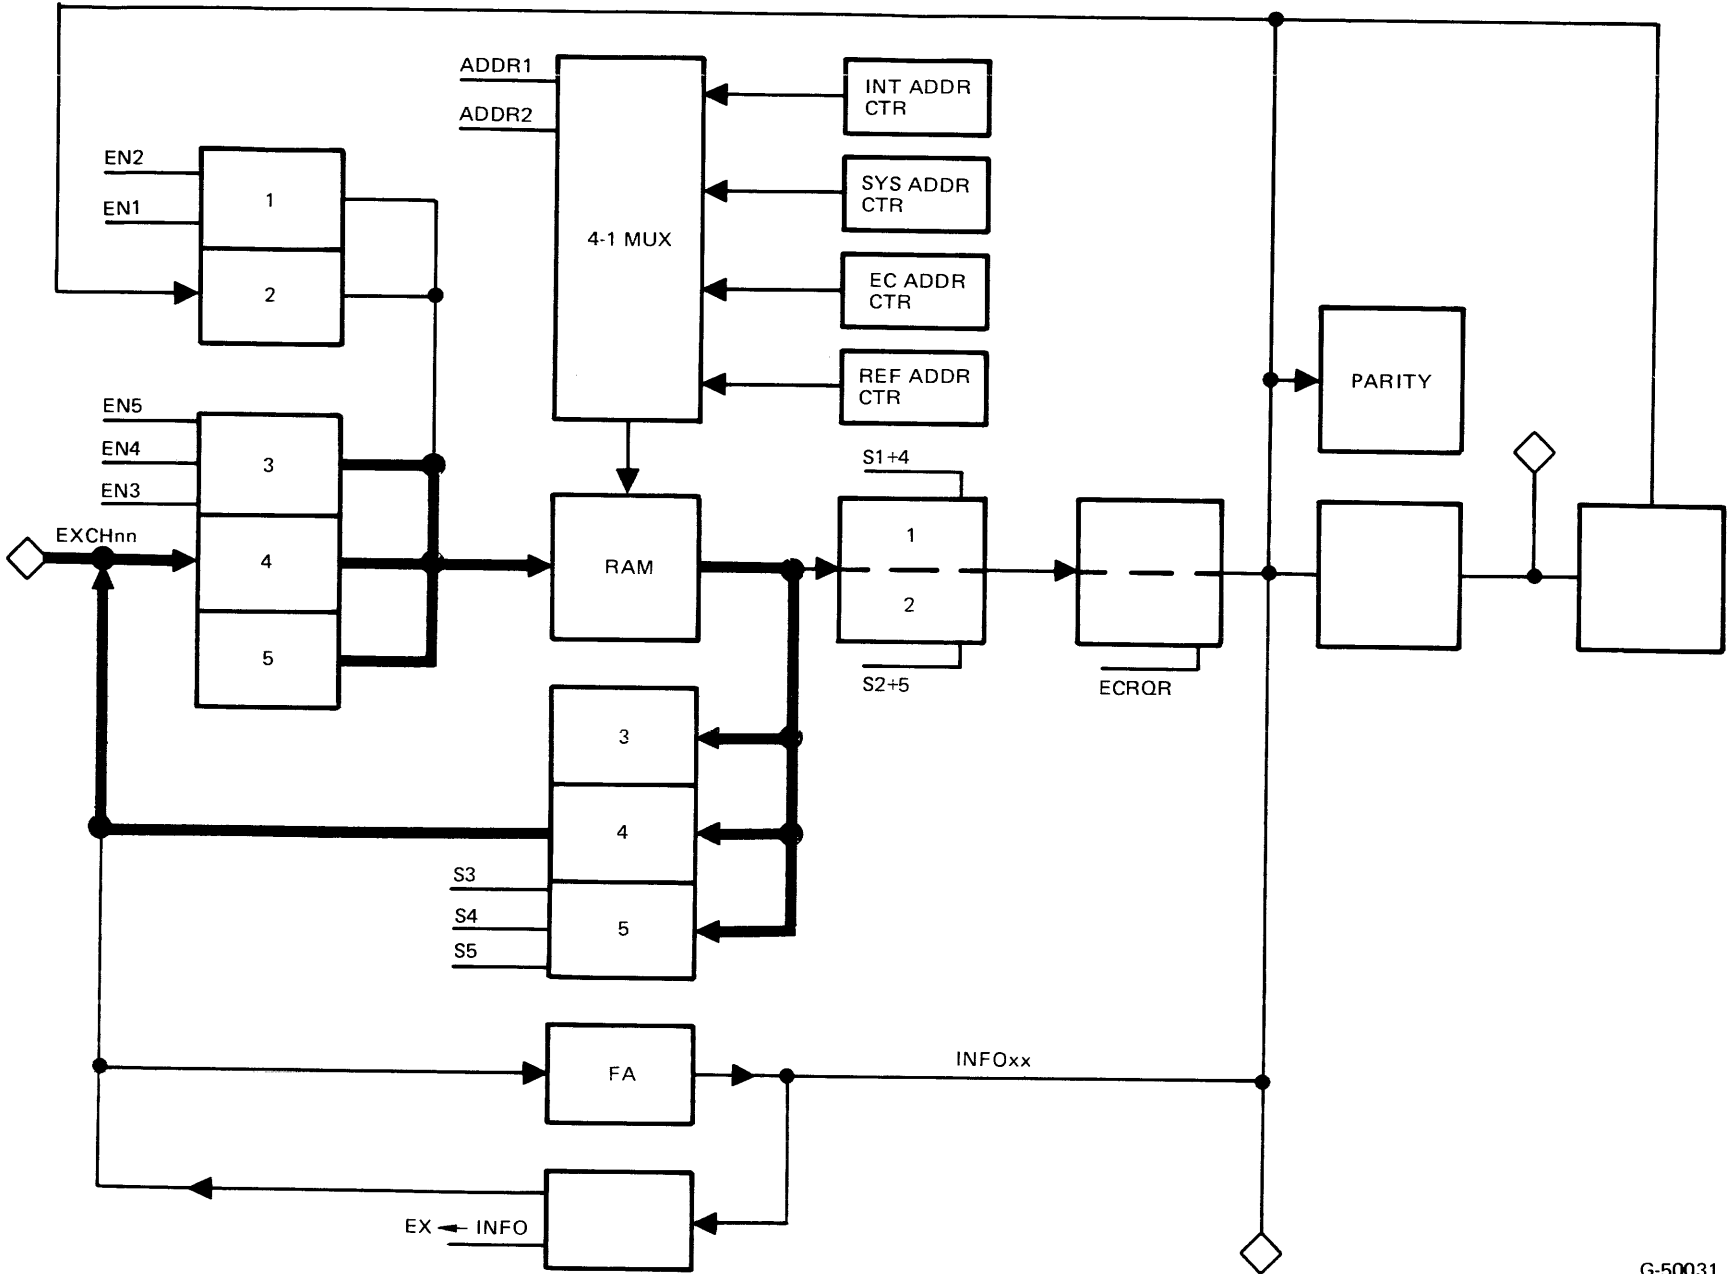 ADDR1
ADDR2
4-1 MUX
INT ADDR
CTR
SYS ADDR
CTR
EC ADDR
CTR
REF ADDR
CTR
EN2
EN1
1
2
EN5
EN4
EN3
3
4
5
EXCHnn
RAM
S1+4
1
2
S2+5
ECRQR
PARITY
3
4
5
S3
S4
S5
FA
INFOxx
EX ← INFO
G-50031